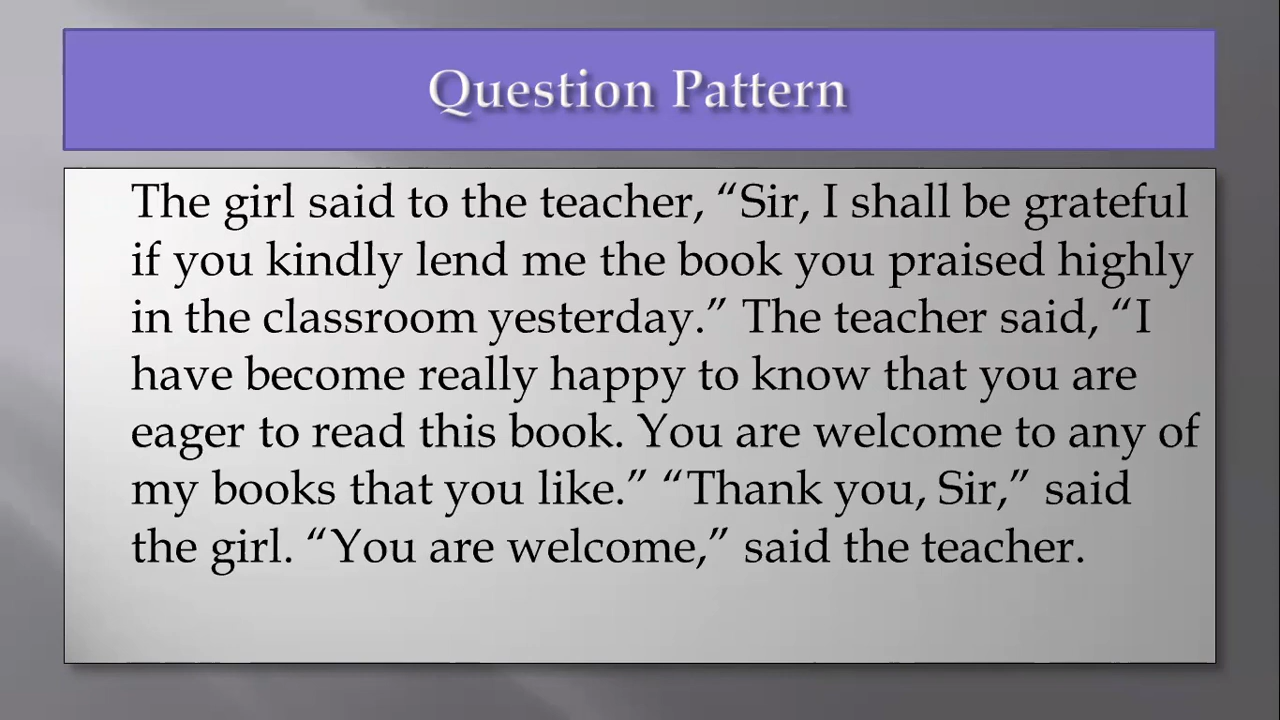 Question Pattern
The girl said to the teacher, “Sir, I shall be grateful
if you kindly lend me the book you praised highly
in the classroom yesterday.” The teacher said, “I
have become really happy to know that you are
eager to read this book. You are welcome to any of
my books that you like.” “Thank you, Sir,” said
the girl. “You are welcome,” said the teacher.